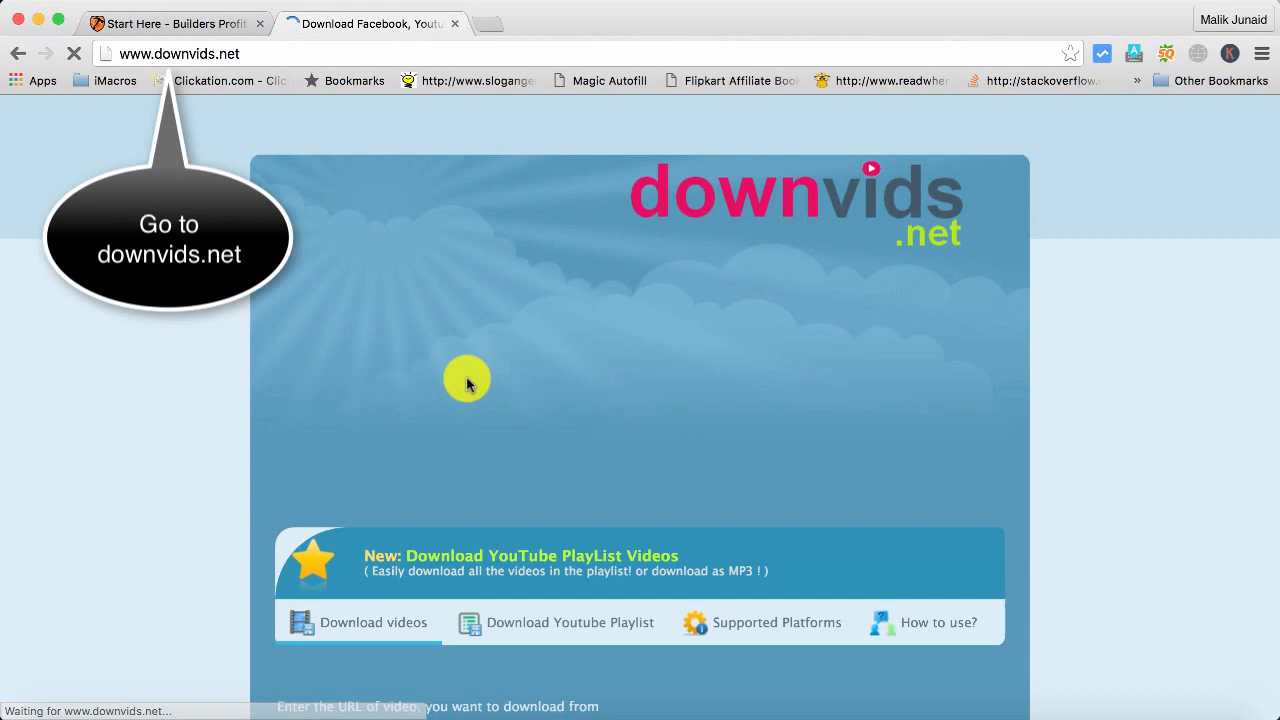 Start Here - Builders Profit
Download Facebook, Youtu
Malik Junaid
www.downvids.net
Apps
iMacros
Clickation.com - Clic
Bookmarks
http://www.slogange
Magic Autofill
Flipkart Affiliate Boo
http://www.readwhe
http://stackoverflow.
»
Other Bookmarks
Go to
downvids.net
downvids
.net
New: Download YouTube PlayList Videos
( Easily download all the videos in the playlist! or download as MP3 ! )
Download videos
Download Youtube Playlist
Supported Platforms
How to use?
Enter the URL of video, you want to download from
Waiting for www.downvids.net...